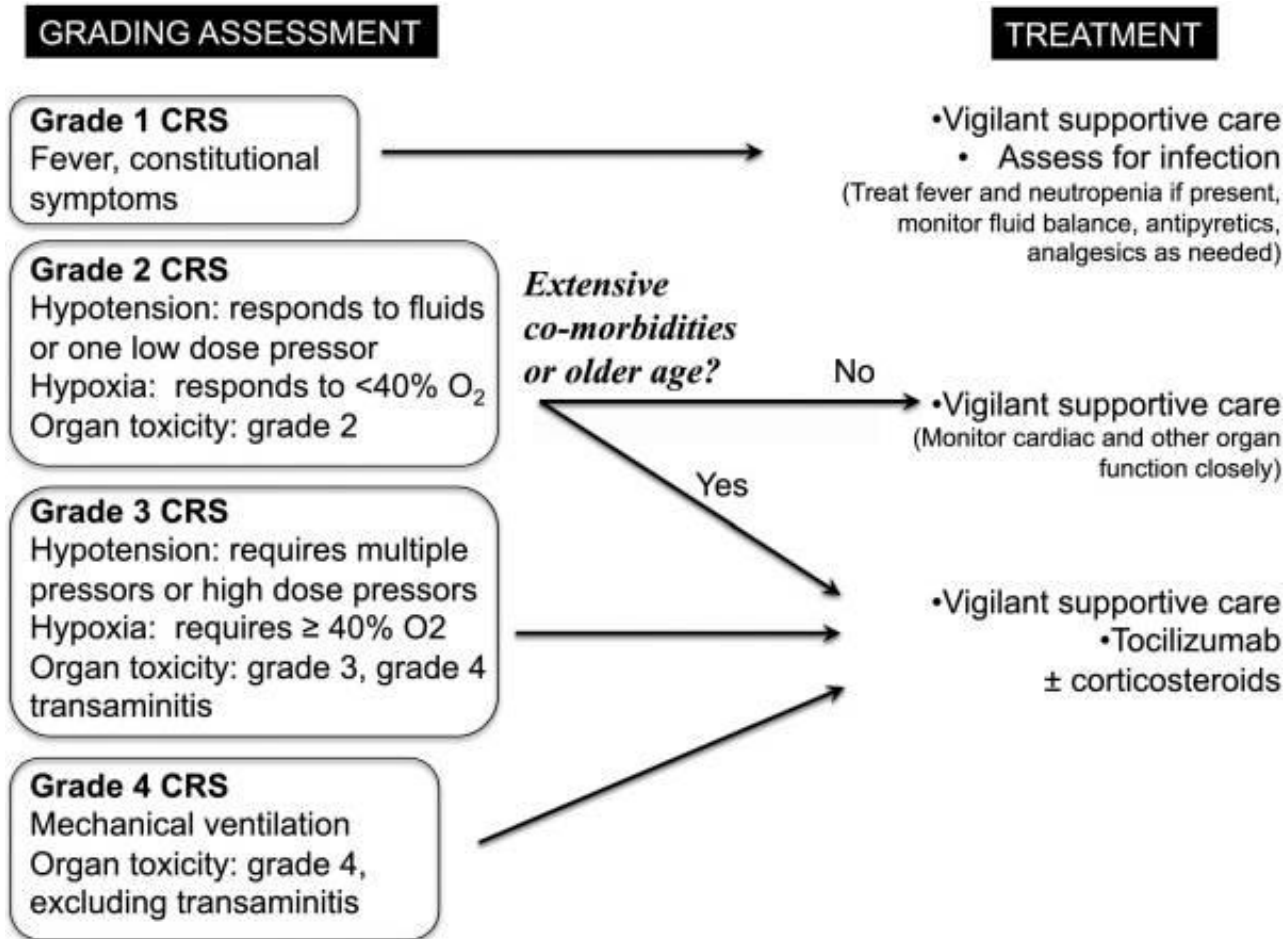 GRADING ASSESSMENT
TREATMENT
Grade 1 CRS
Fever, constitutional
symptoms
•Vigilant supportive care
• Assess for infection
(Treat fever and neutropenia if present,
monitor fluid balance, antipyretics,
analgesics as needed)
Grade 2 CRS
Hypotension: responds to fluids
or one low dose pressor
Hypoxia: responds to <40% O₂
Organ toxicity: grade 2
Extensive
co-morbidities
or older age?
No
Yes
•Vigilant supportive care
(Monitor cardiac and other organ
function closely)
Grade 3 CRS
Hypotension: requires multiple
pressors or high dose pressors
Hypoxia: requires ≥ 40% O2
Organ toxicity: grade 3, grade 4
transaminitis
•Vigilant supportive care
•Tocilizumab
± corticosteroids
Grade 4 CRS
Mechanical ventilation
Organ toxicity: grade 4,
excluding transaminitis